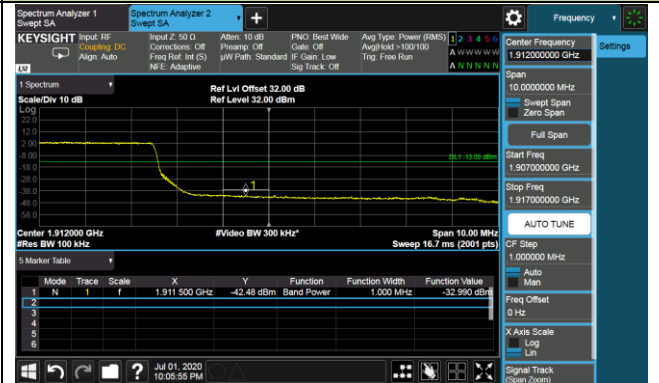 Spectrum Analyzer 1
Swept SA
Spectrum Analyzer 2
Swept SA
+
Frequency
KEYSIGHT
Input: RF
Coupling: DC
Align: Auto
Input Z: 50 Ω
Corrections: Off
Freq Ref: Int (S)
NFE: Adaptive
Atten: 10 dB
Preamp: Off
µW Path: Standard
PNO: Best Wide
Gate: Off
IF Gain: Low
Sig Track: Off
Avg Type: Power (RMS)
Avg|Hold:>100/100
Trig: Free Run
1 2 3 4 5 6
A W W W W W
A N N N N N
LXI
Center Frequency
1.912000000 GHz
Settings
Span
10.0000000 MHz
Swept Span
Zero Span
Full Span
Start Freq
1.907000000 GHz
Stop Freq
1.917000000 GHz
AUTO TUNE
CF Step
1.000000 MHz
Auto
Man
Freq Offset
0 Hz
X Axis Scale
Log
Lin
Signal Track
(Span Zoom)
1 Spectrum
Scale/Div 10 dB
Ref Lvl Offset 32.00 dB
Ref Level 32.00 dBm
Log
22.0
12.0
2.00
-8.00
-18.0
-28.0
-38.0
-48.0
-58.0
DL1 -13.00 dBm
1
Center 1.912000 GHz
#Video BW 300 kHz*
Span 10.00 MHz
#Res BW 100 kHz
Sweep 16.7 ms (2001 pts)
5 Marker Table
Mode Trace Scale X Y Function Function Width Function Value
1 N 1 f 1.911 500 GHz -42.48 dBm Band Power 1.000 MHz -32.990 dBm
2
3
4
5
6
?
Jul 01, 2020
10:05:55 PM